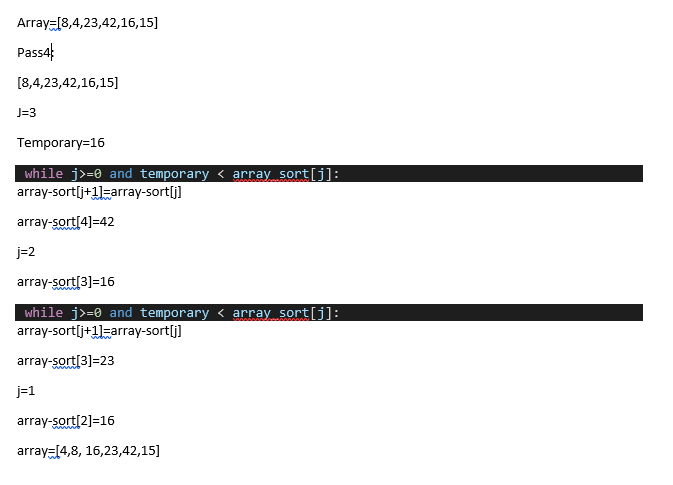 Array=[8,4,23,42,16,15]
Pass4:
[8,4,23,42,16,15]
J=3
Temporary=16
while j>=0 and temporary < array_sort[j]:
array-sort[j+1]=array-sort[j]
array-sort[4]=42
j=2
array-sort[3]=16
while j>=0 and temporary < array_sort[j]:
array-sort[j+1]=array-sort[j]
array-sort[3]=23
j=1
array-sort[2]=16
array=[4,8, 16,23,42,15]